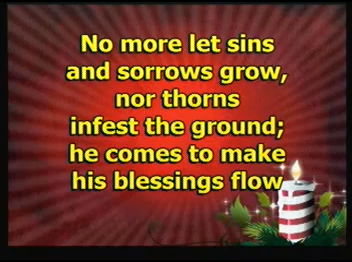 No more let sins
and sorrows grow,
nor thorns
infest the ground;
he comes to make
his blessings flow